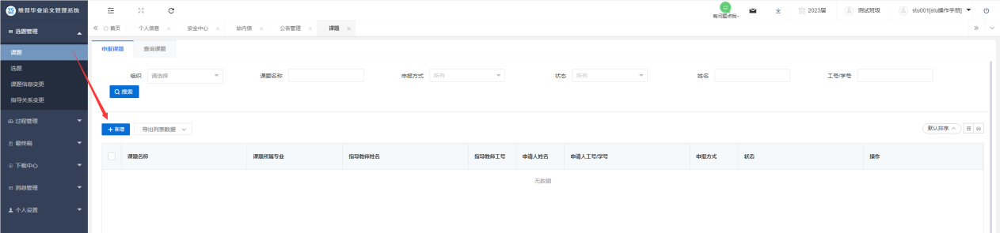 维普毕业论文管理系统
有问题点我~
2023届
测试班级
stu001[stu操作手册]
选题管理
首页
个人信息
安全中心
站内信
公告管理
课题
课题
选题
课题信息变更
指导关系变更
过程管理
最终稿
下载中心
消息管理
个人设置
申报课题
查询课题
组织
请选择
课题名称
申报方式
所有
状态
所有
姓名
工号/学号
搜索
新增
导出列表数据
默认排序
课题名称
课题所属专业
指导教师姓名
指导教师工号
申请人姓名
申请人工号/学号
申报方式
状态
操作
无数据